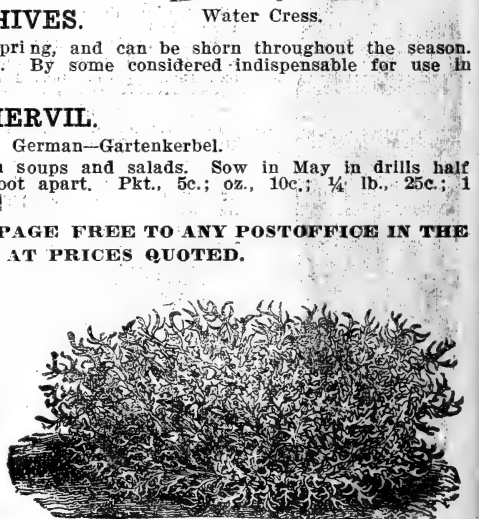 Water Cress.
HIVES.
pring, and can be shorn throughout the season.
. By some considered indispensable for use in
HERVIL.
German—Gartenkerbel.
soups and salads. Sow in May in drills half
oot apart. Pkt., 5c.; oz., 10c.; ¼ lb., 25c.; 1
PAGE FREE TO ANY POSTOFFICE IN THE
AT PRICES QUOTED.